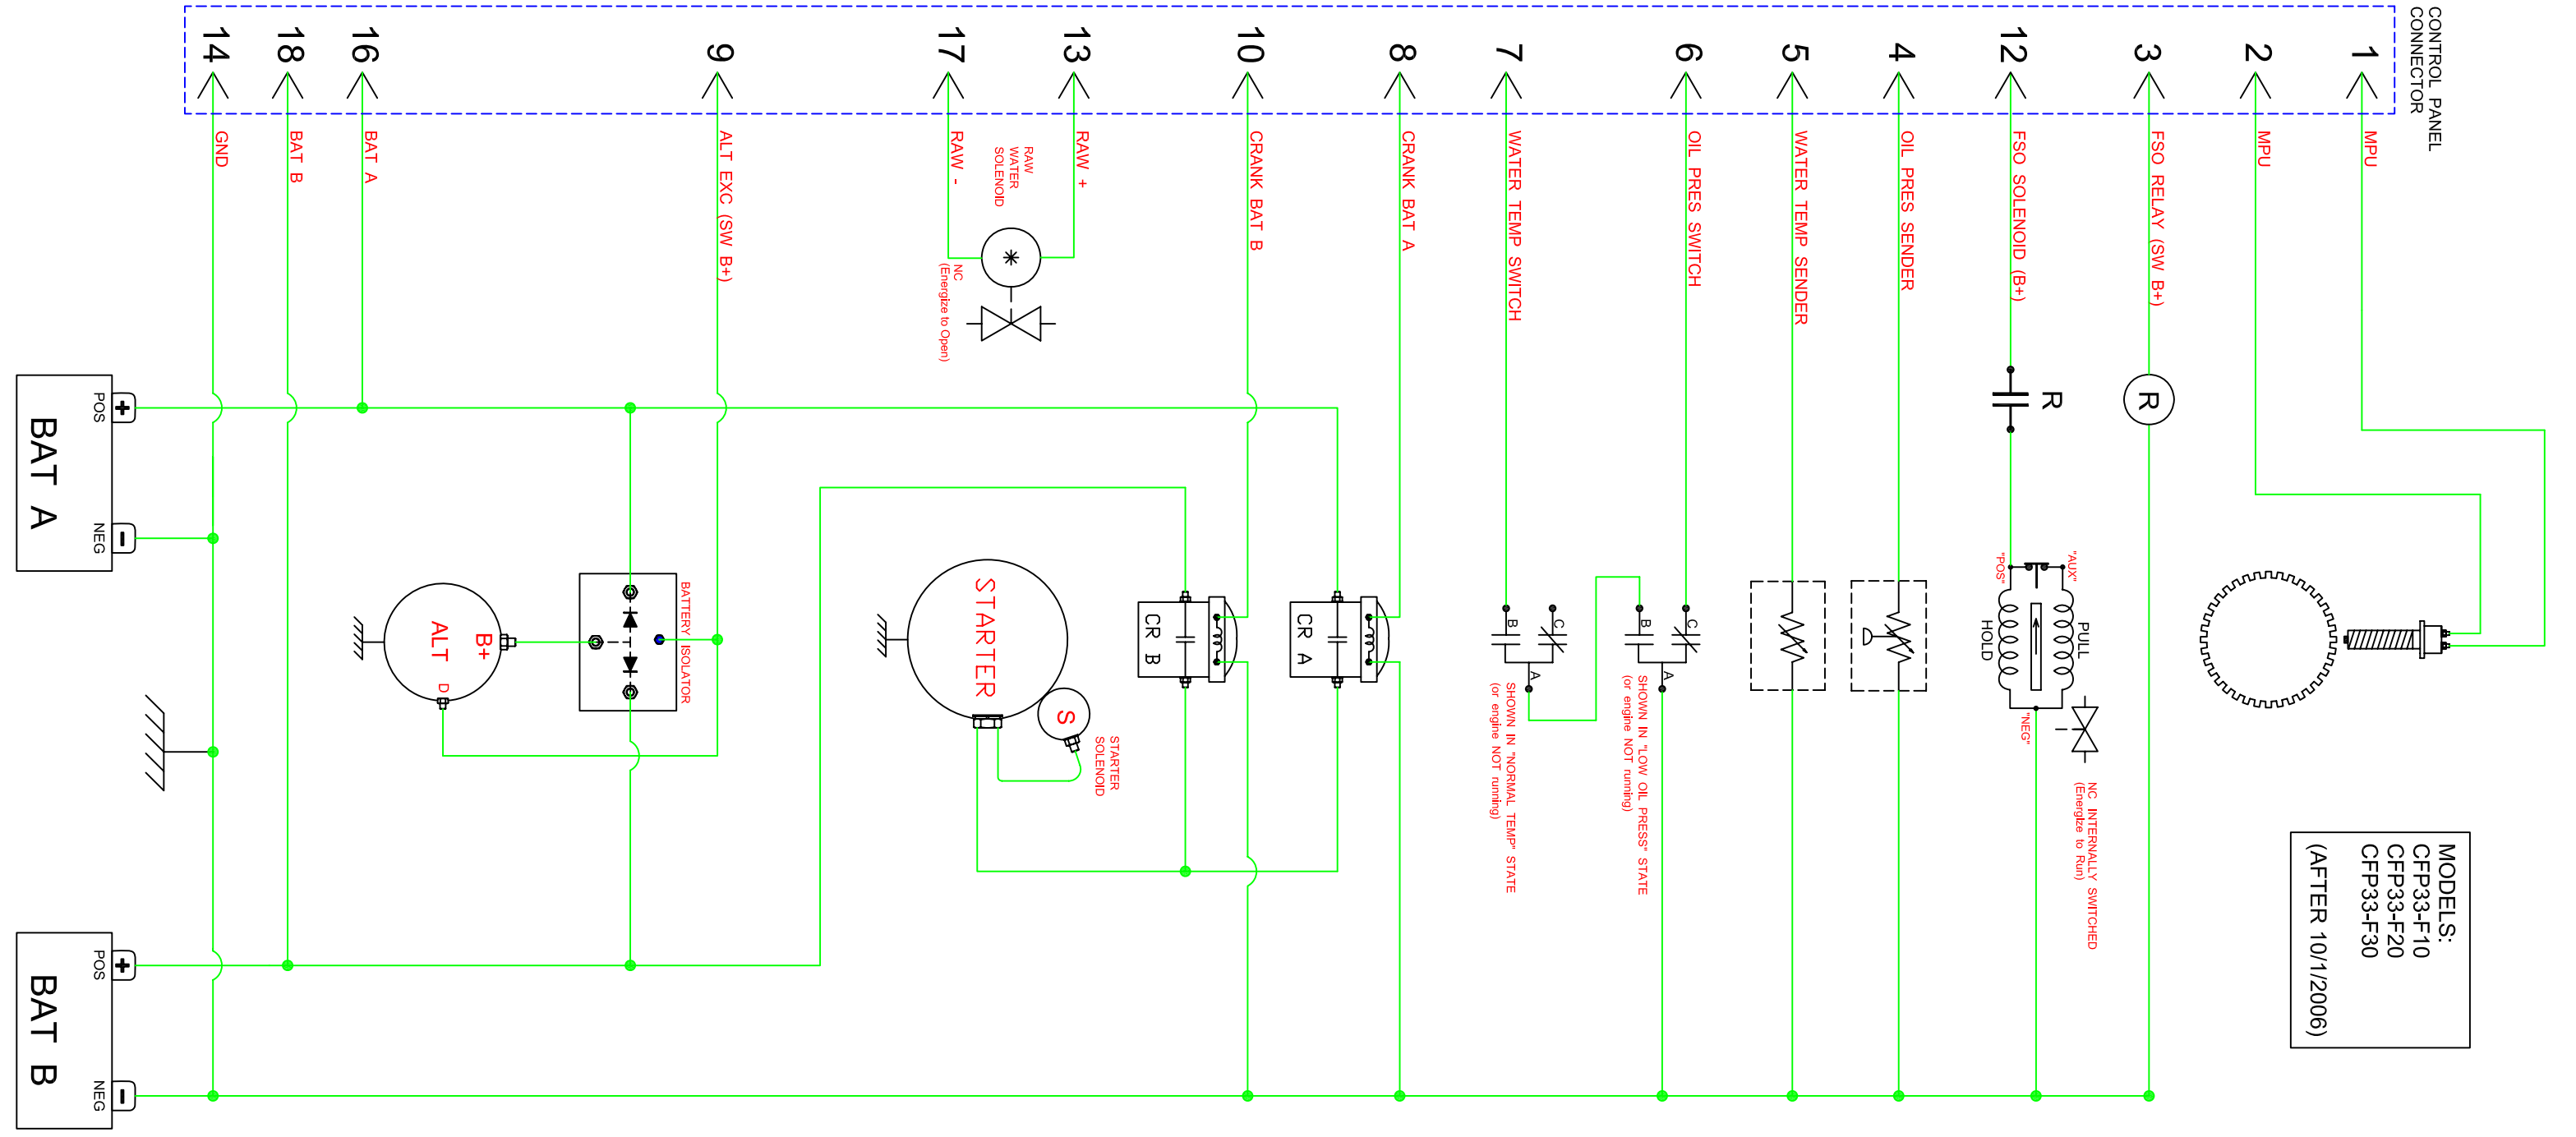 CONTROL PANEL
CONNECTOR
1
2
3
12
4
5
6
7
8
10
13
17
9
16
18
14
MPU
MPU
FSO RELAY (SW B+)
FSO SOLENOID (B+)
OIL PRES SENDER
WATER TEMP SENDER
OIL PRES SWITCH
WATER TEMP SWITCH
CRANK BAT A
CRANK BAT B
RAW +
RAW -
ALT EXC (SW B+)
BAT A
BAT B
GND
RAW
WATER
SOLENOID
NC
(Energize to Open)
R
R
"AUX"
"POS"
PULL
HOLD
"NEG"
NC INTERNALLY SWITCHED
(Energize to Run)
C
B
A
SHOWN IN "LOW OIL PRESS" STATE
(or engine NOT running)
C
B
A
SHOWN IN "NORMAL TEMP" STATE
(or engine NOT running)
CR A
CR B
STARTER
S
STARTER
SOLENOID
BATTERY ISOLATOR
B+
ALT
D
POS
NEG
BAT A
POS
NEG
BAT B
MODELS:
CFP33-F10
CFP33-F20
CFP33-F30
(AFTER 10/1/2006)